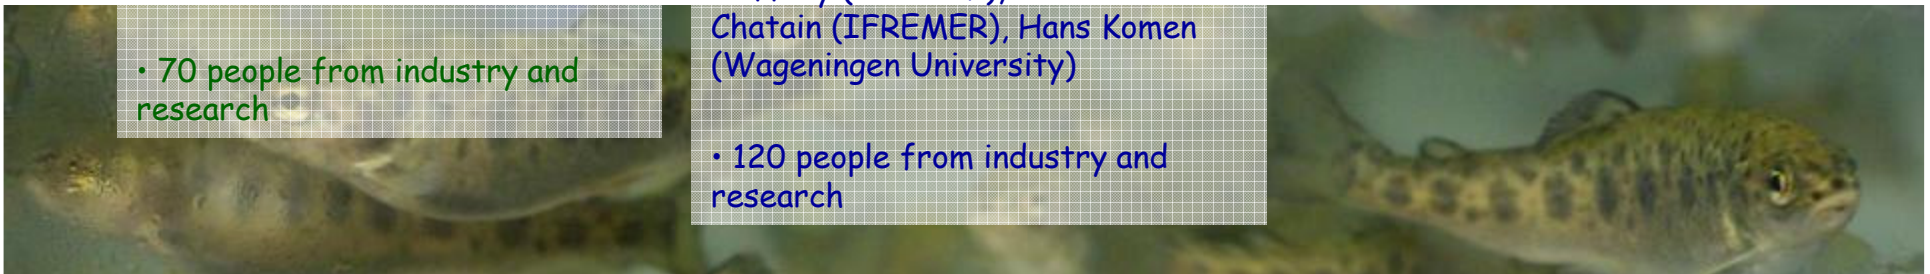 • 70 people from industry and
research
Chatain (IFREMER), Hans Komen
(Wageningen University)
• 120 people from industry and
research